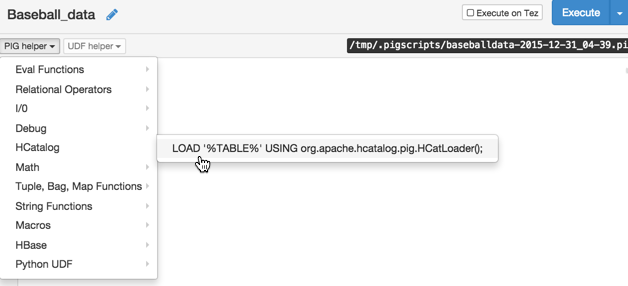 Baseball_data
Execute on Tez
Execute
PIG helper
UDF helper
/tmp/.pigscripts/baseballdata-2015-12-31_04-39.pi
Eval Functions
Relational Operators
I/0
Debug
HCatalog
LOAD '%TABLE%' USING org.apache.hcatalog.pig.HCatLoader();
Math
Tuple, Bag, Map Functions
String Functions
Macros
HBase
Python UDF